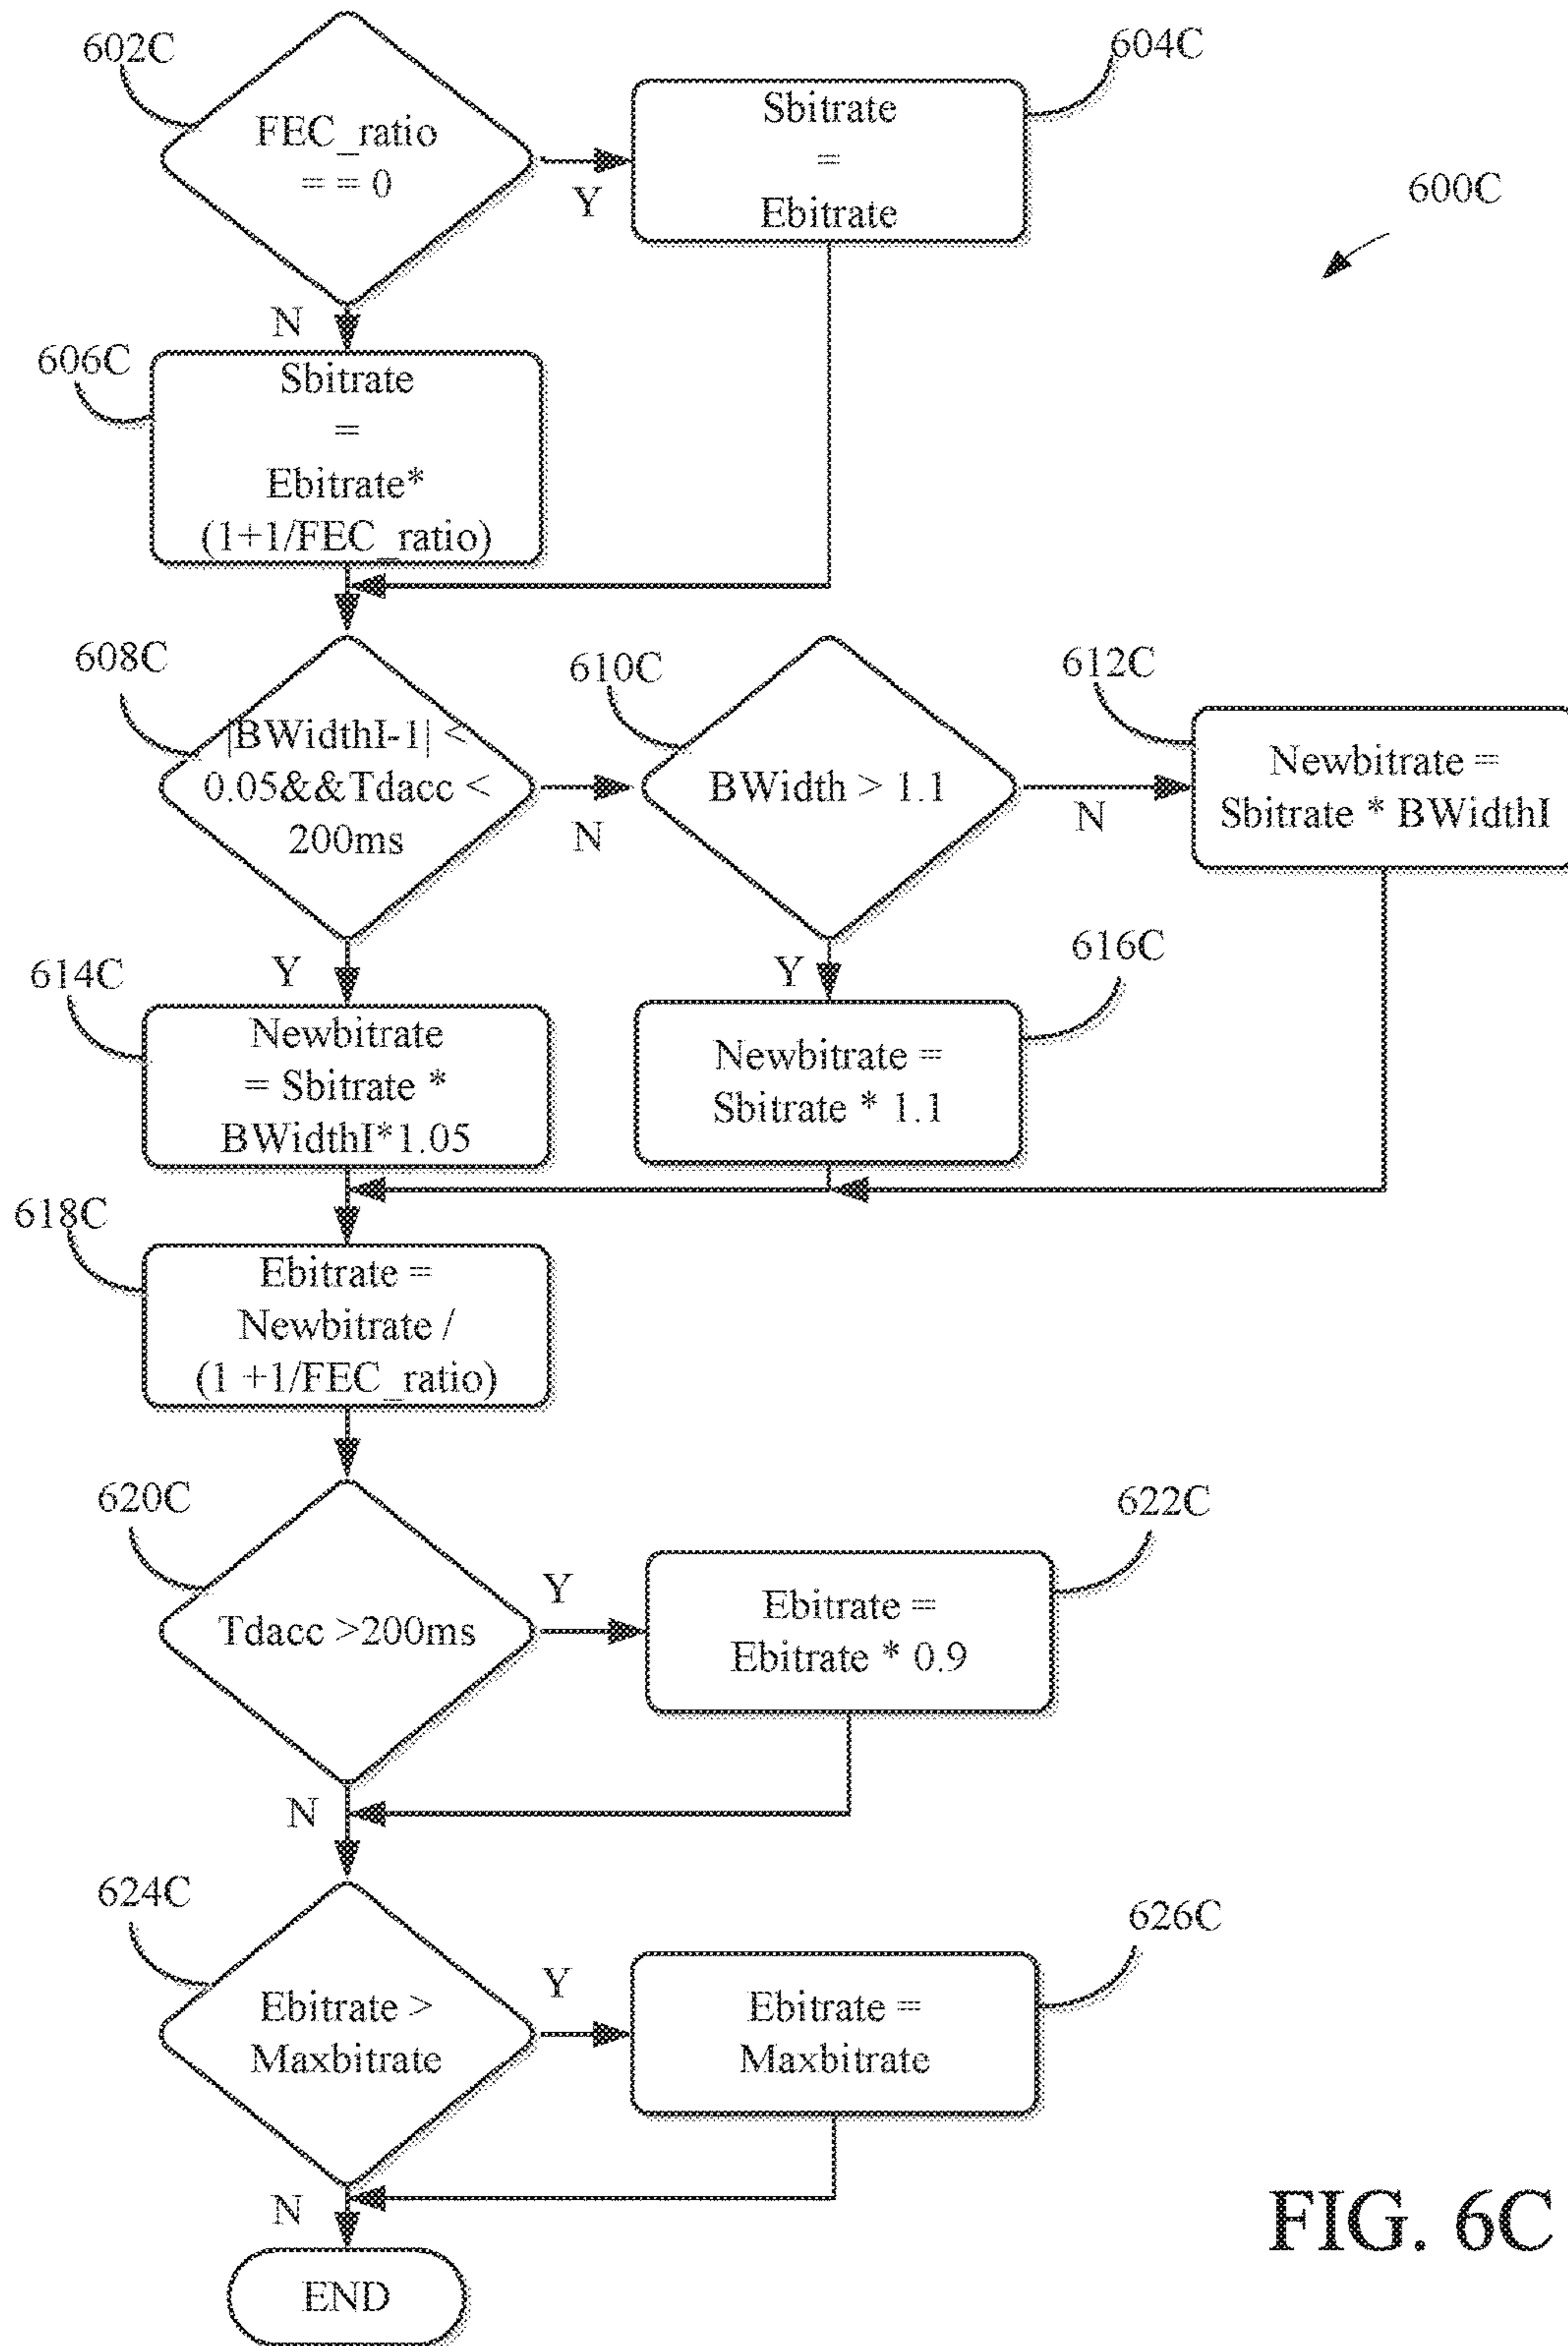 602C
FEC_ratio
= = 0
Y
604C
Sbitrate
=
Ebitrate
600C
N
606C
Sbitrate
=
Ebitrate*
(1+1/FEC_ratio)
608C
|BWidthI-1| <
0.05&&Tdacc <
200ms
N
610C
BWidth > 1.1
N
612C
Newbitrate =
Sbitrate * BWidthI
Y
614C
Newbitrate
= Sbitrate *
BWidthI*1.05
Y
616C
Newbitrate =
Sbitrate * 1.1
618C
Ebitrate =
Newbitrate /
(1 +1/FEC_ratio)
620C
Tdacc >200ms
Y
622C
Ebitrate =
Ebitrate * 0.9
N
624C
Ebitrate >
Maxbitrate
Y
626C
Ebitrate =
Maxbitrate
N
END
FIG. 6C